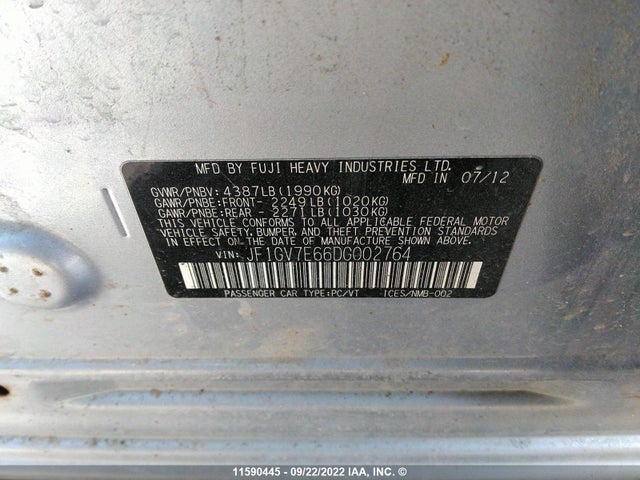 MFD BY FUJI HEAVY INDUSTRIES LTD.
MFD IN 07/12
GVWR/PNBV: 4387LB(1990KG)
GAWR/PNBE:FRONT- 2249LB(1020KG)
GAWR/PNBE:REAR - 2271LB(1030KG)
THIS VEHICLE CONFORMS TO ALL APPLICABLE FEDERAL MOTOR
VEHICLE SAFETY, BUMPER, AND THEFT PREVENTION STANDARDS
IN EFFECT ON THE DATE OF MANUFACTURE SHOWN ABOVE.
VIN: JF1GV7E66DG002764
PASSENGER CAR TYPE:PC/VT ICES/NMB-002
11590445 - 09/22/2022 IAA, INC. ©